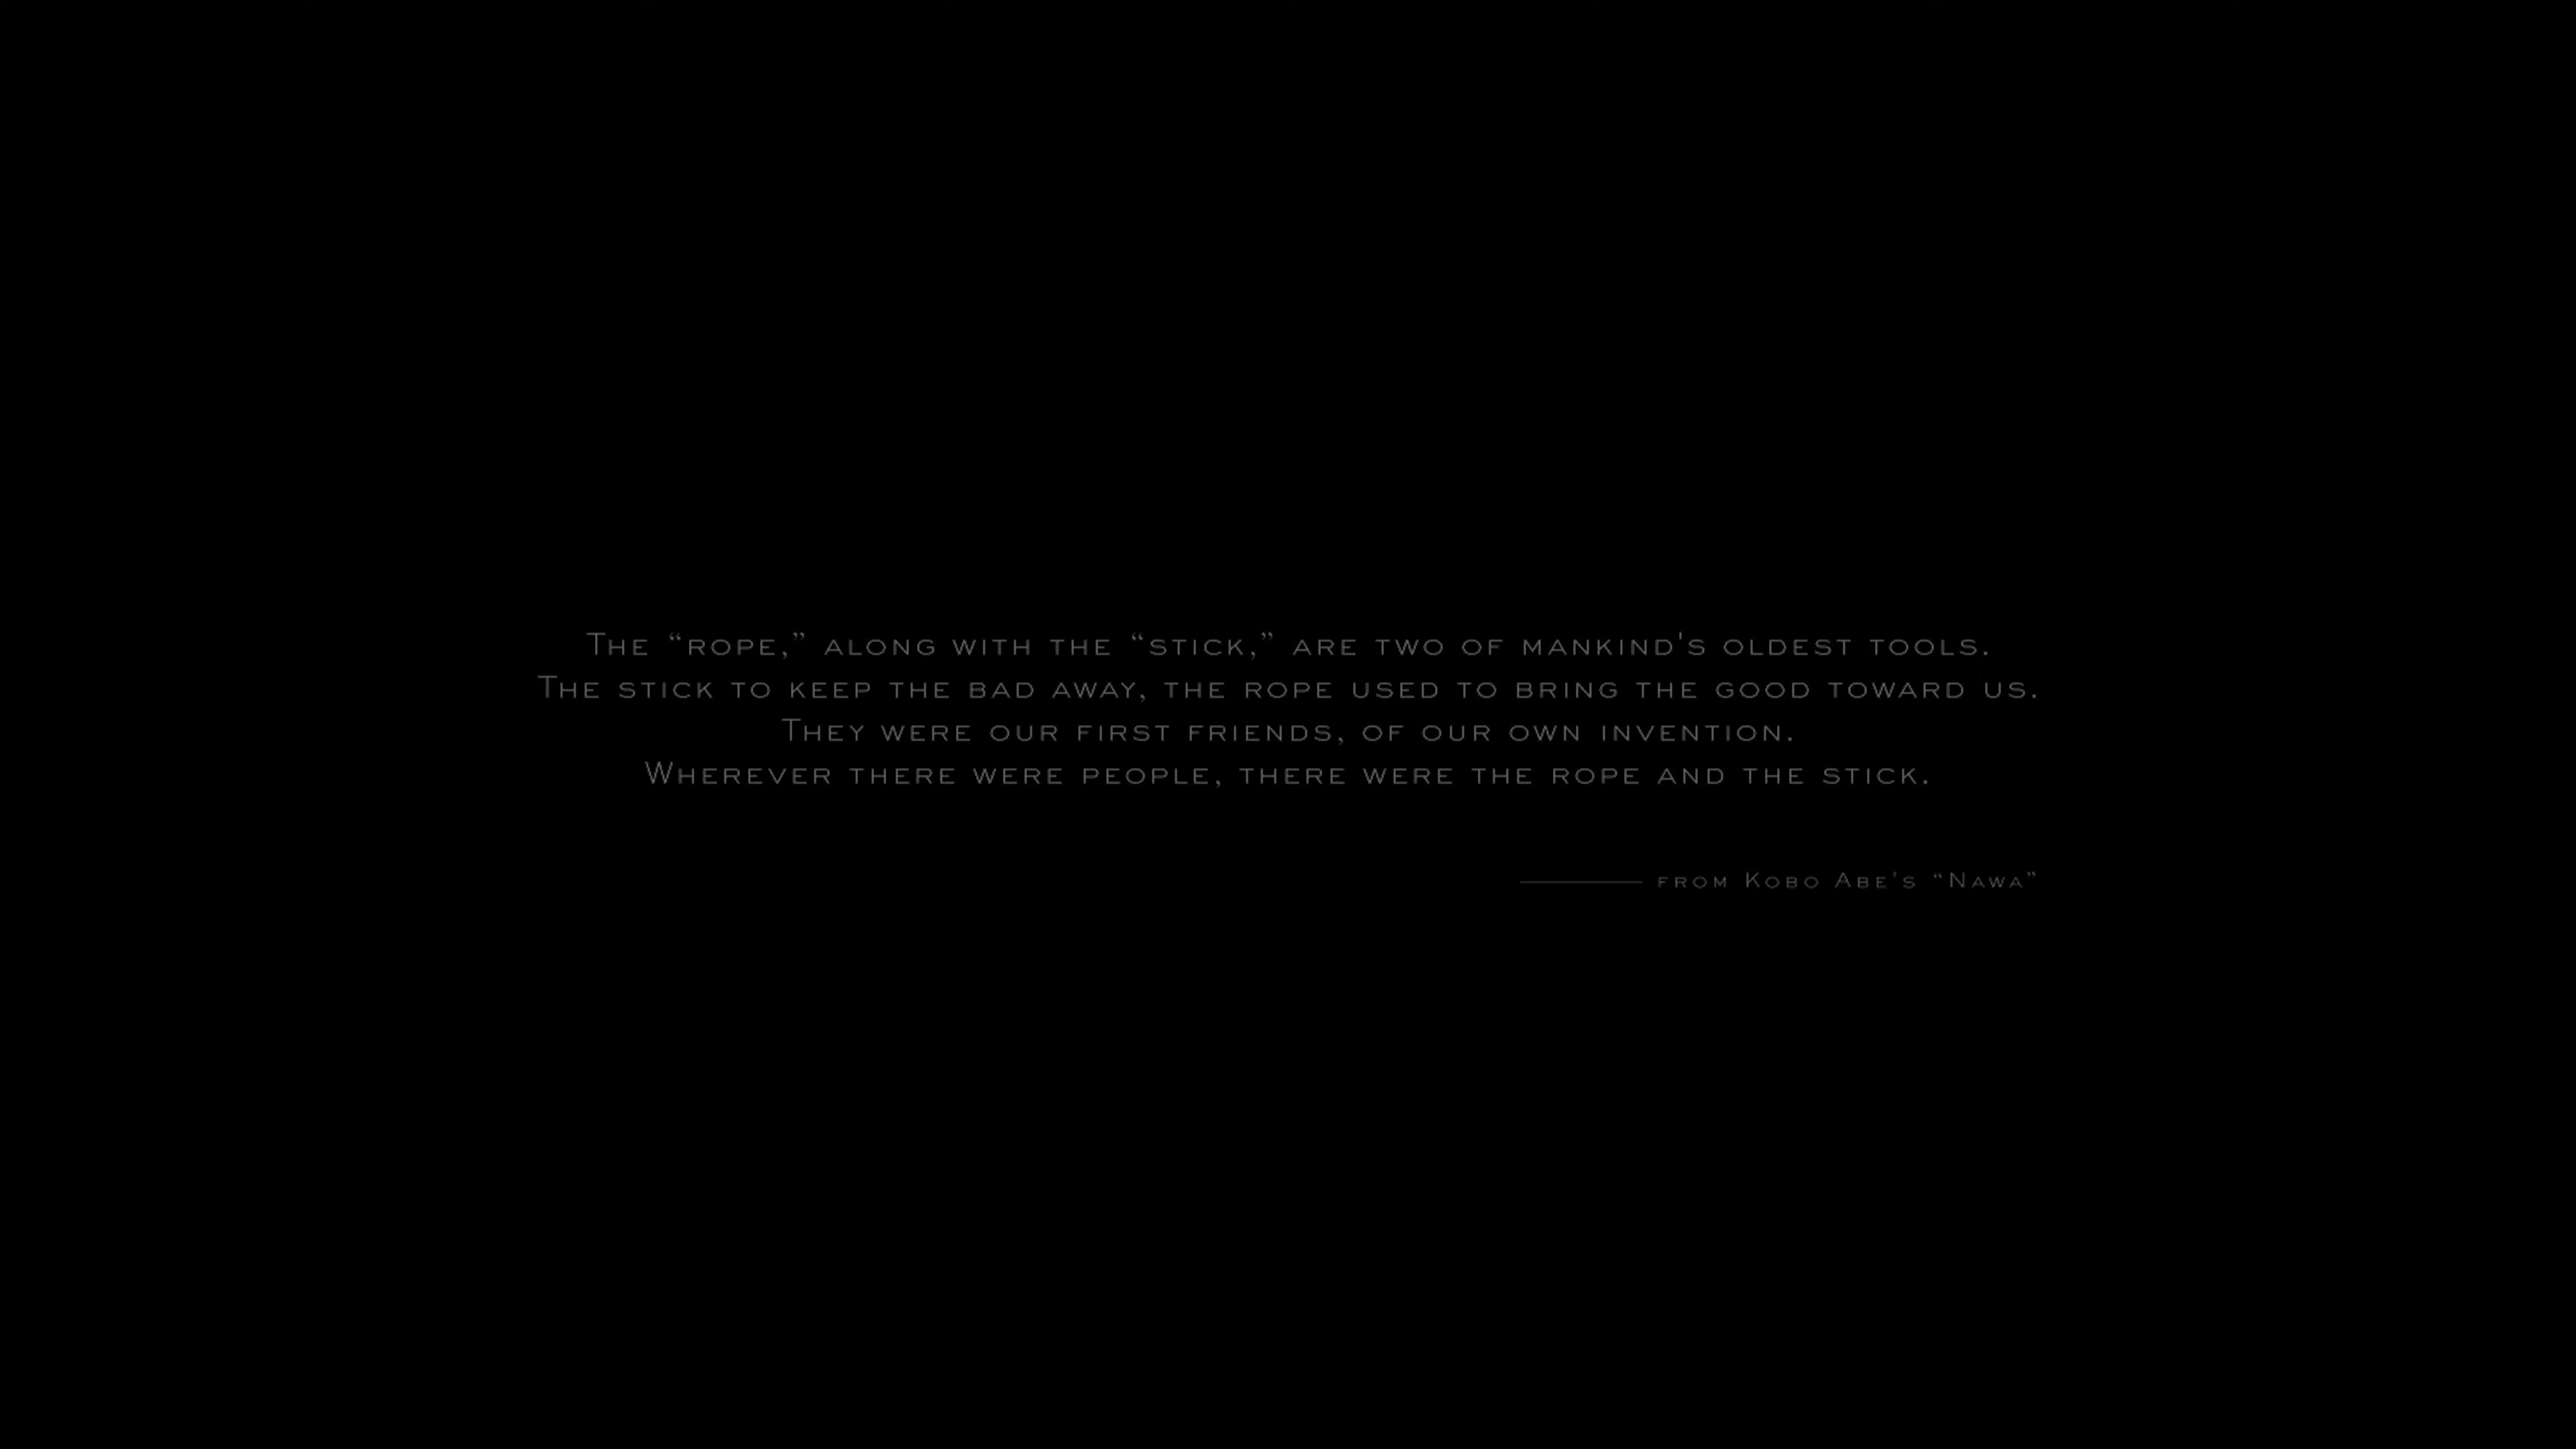 The “rope,” along with the “stick,” are two of mankind's oldest tools.
The stick to keep the bad away, the rope used to bring the good toward us.
They were our first friends, of our own invention.
Wherever there were people, there were the rope and the stick.
——— from Kobo Abe's “Nawa”